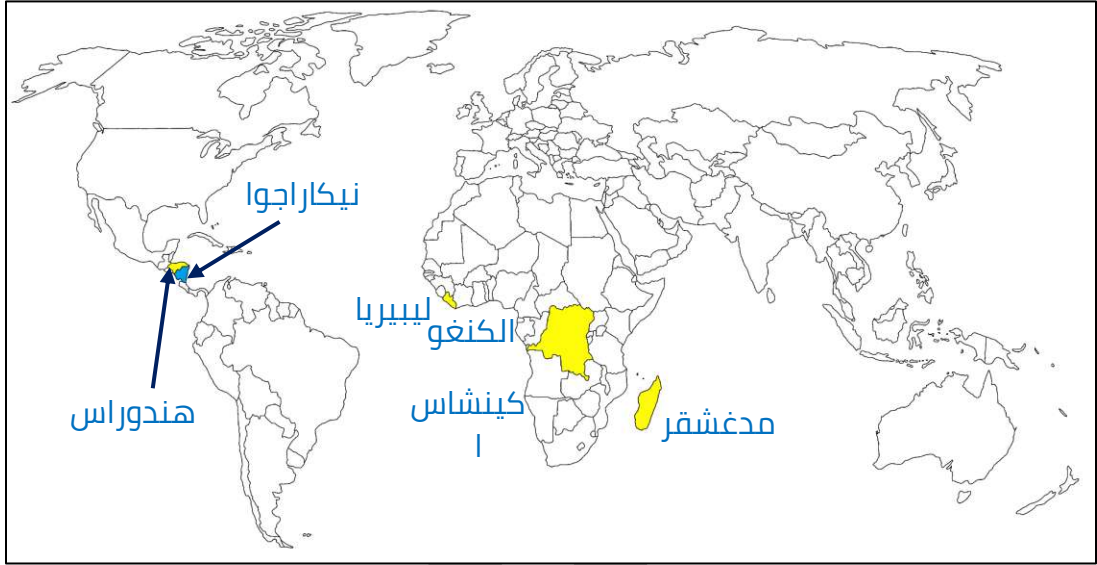 نيكاراجوا
هندوراس
ليبيريا
الكنغو
كينشاس
ا
مدغشقر